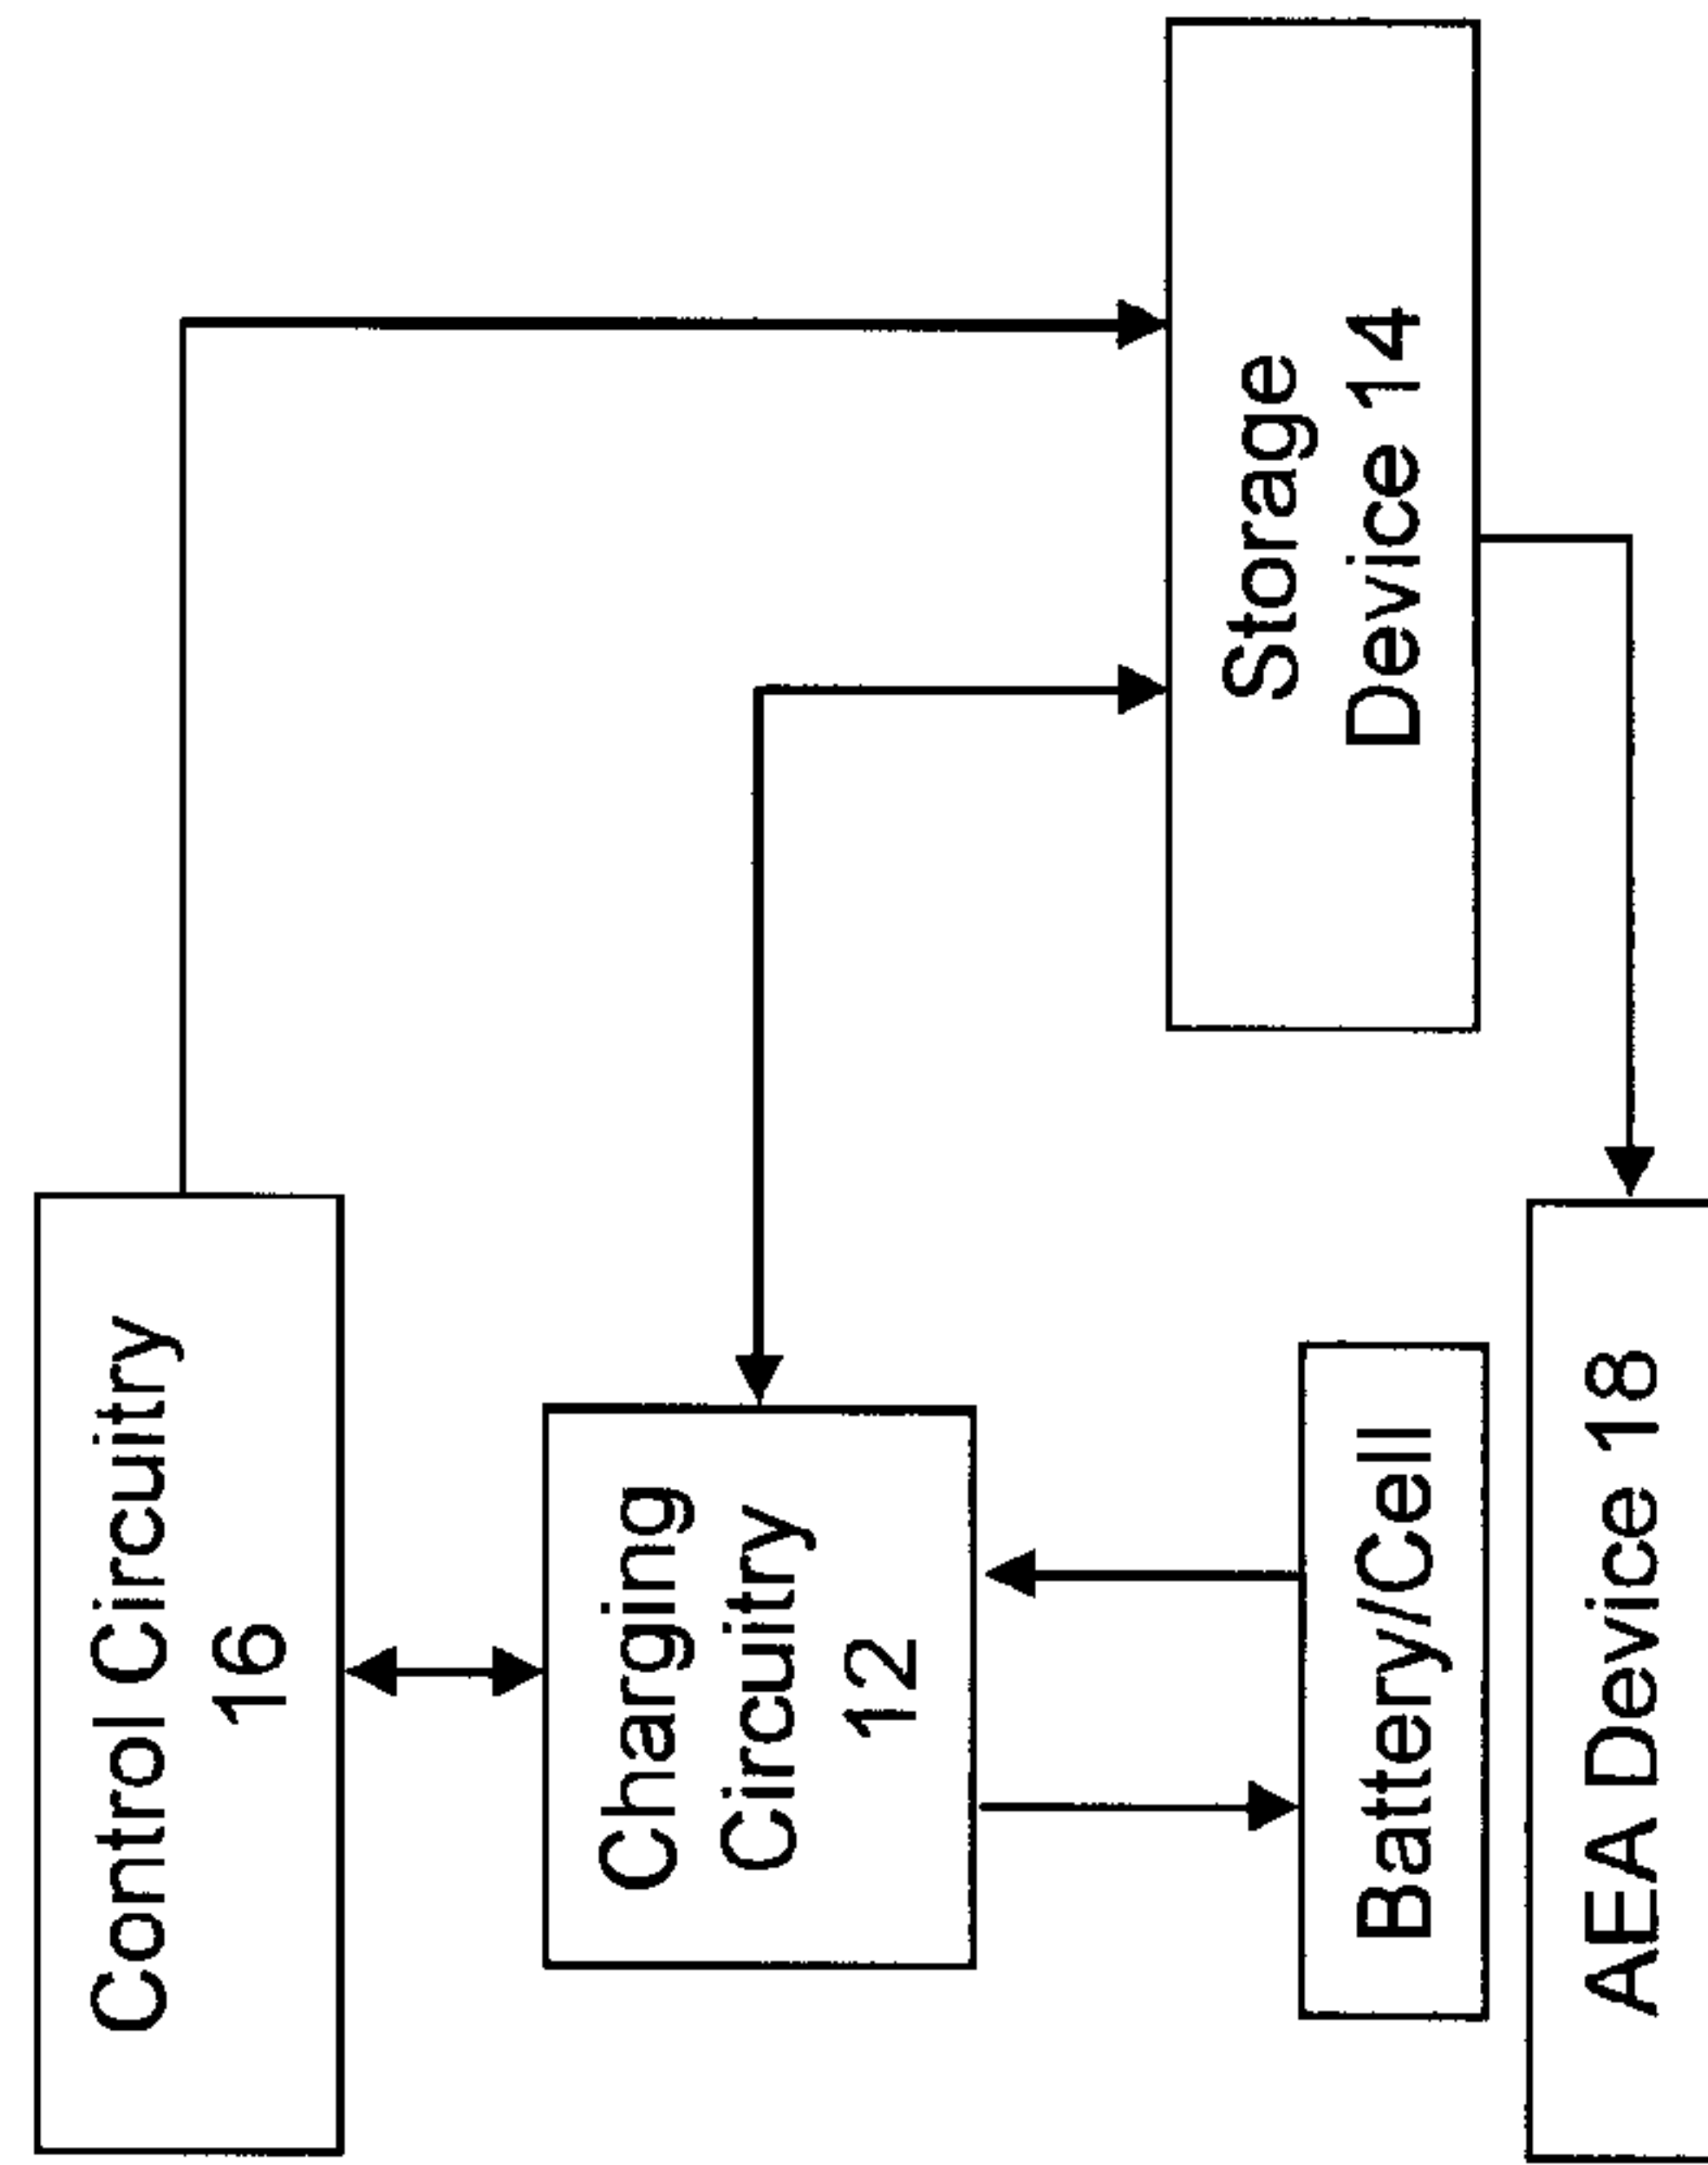 Control Circuitry
16
Charging
Circuitry
12
Storage
Device 14
Battery/Cell
AEA Device 18